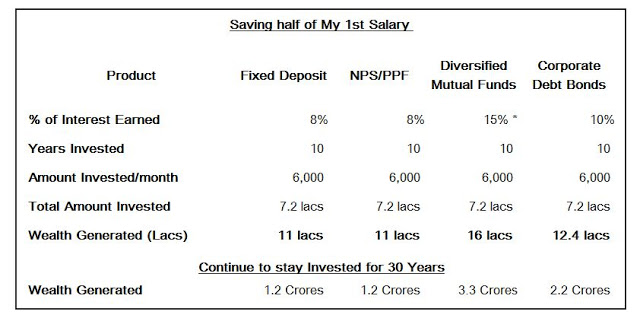 Saving half of My 1st Salary
Product Fixed Deposit NPS/PPF Diversified Mutual Funds Corporate Debt Bonds
% of Interest Earned 8% 8% 15% * 10%
Years Invested 10 10 10 10
Amount Invested/month 6,000 6,000 6,000 6,000
Total Amount Invested 7.2 lacs 7.2 lacs 7.2 lacs 7.2 lacs
Wealth Generated (Lacs) 11 lacs 11 lacs 16 lacs 12.4 lacs
Continue to stay Invested for 30 Years
Wealth Generated 1.2 Crores 1.2 Crores 3.3 Crores 2.2 Crores